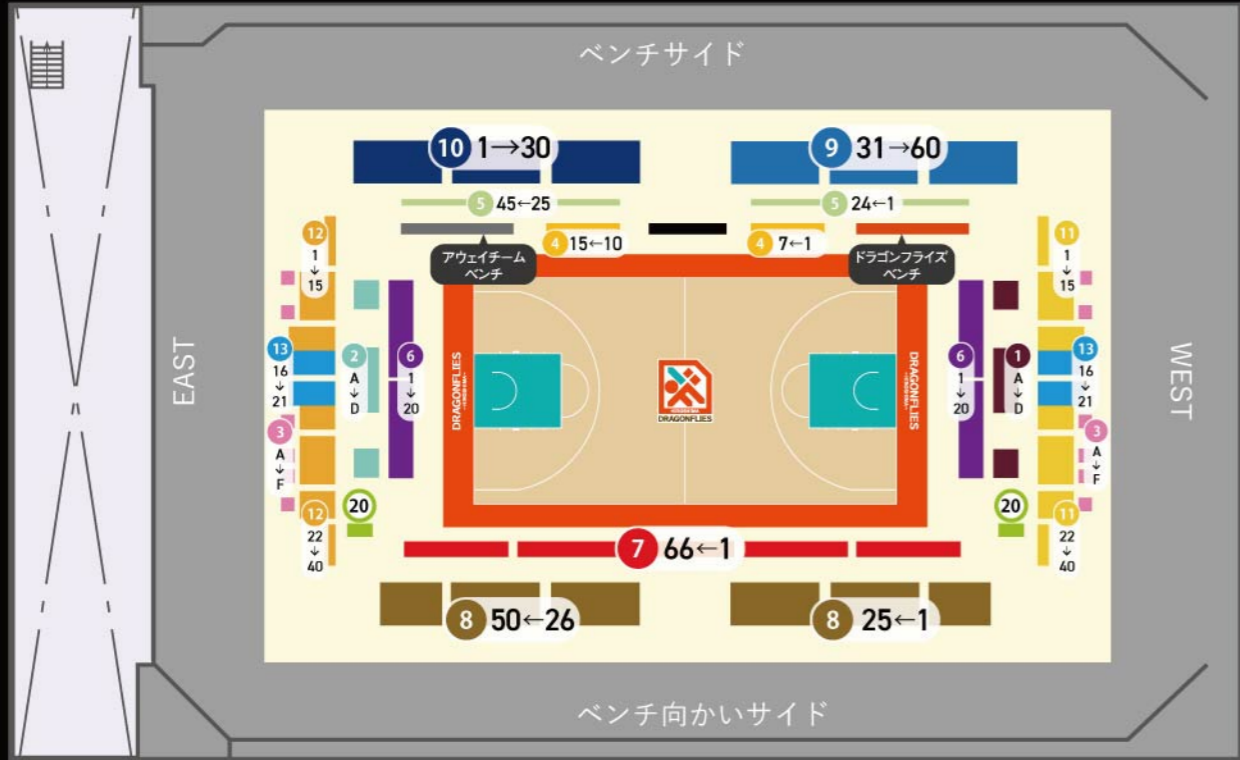 ベンチサイド
10 1→30
9 31→60
5 45←25
5 24←1
4 15←10
4 7←1
アウェイチーム
ベンチ
ドラゴンフライズ
ベンチ
12
1
↓
15
11
1
↓
15
EAST
13
16
↓
21
2
A
↓
D
6
1
↓
20
DRAGONFLIES
DRAGONFLIES
DRAGONFLIES
6
1
↓
20
1
A
↓
D
13
16
↓
21
WEST
3
A
↓
F
3
A
↓
F
12
22
↓
40
20
20
11
22
↓
40
7 66←1
8 50←26
8 25←1
ベンチ向かいサイド